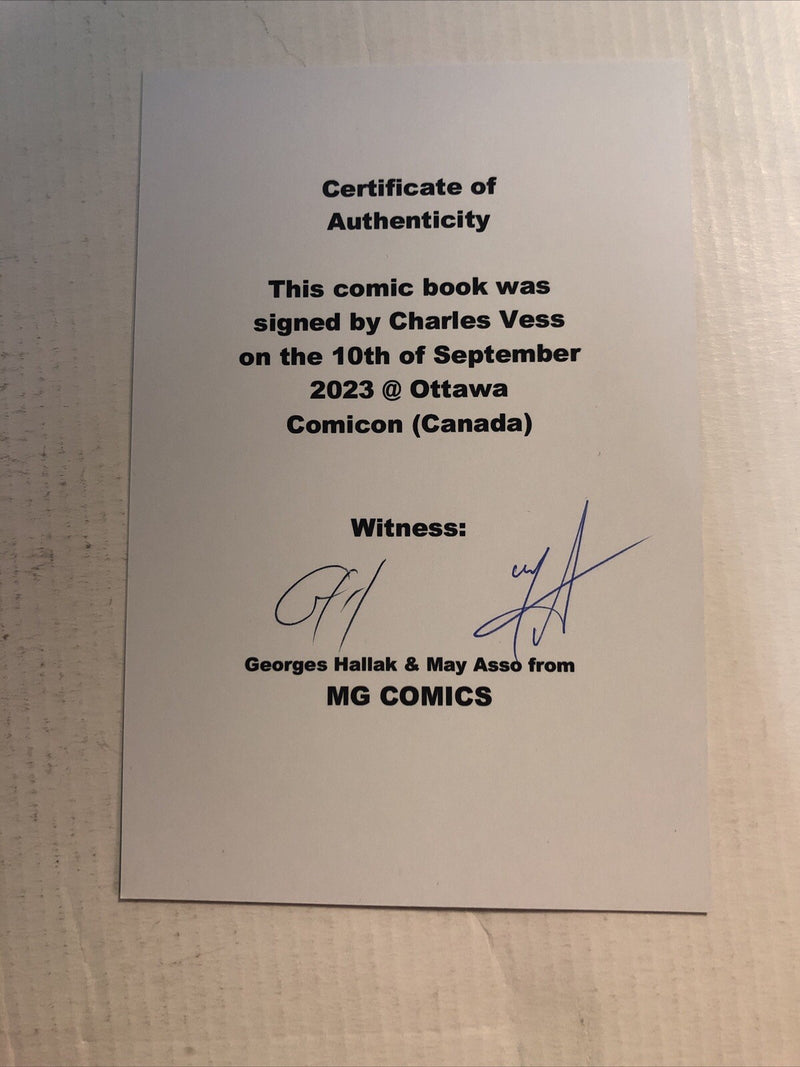 Certificate of
Authenticity
This comic book was
signed by Charles Vess
on the 10th of September
2023 @ Ottawa
Comicon (Canada)
Witness:
Georges Hallak & May Asso from
MG COMICS